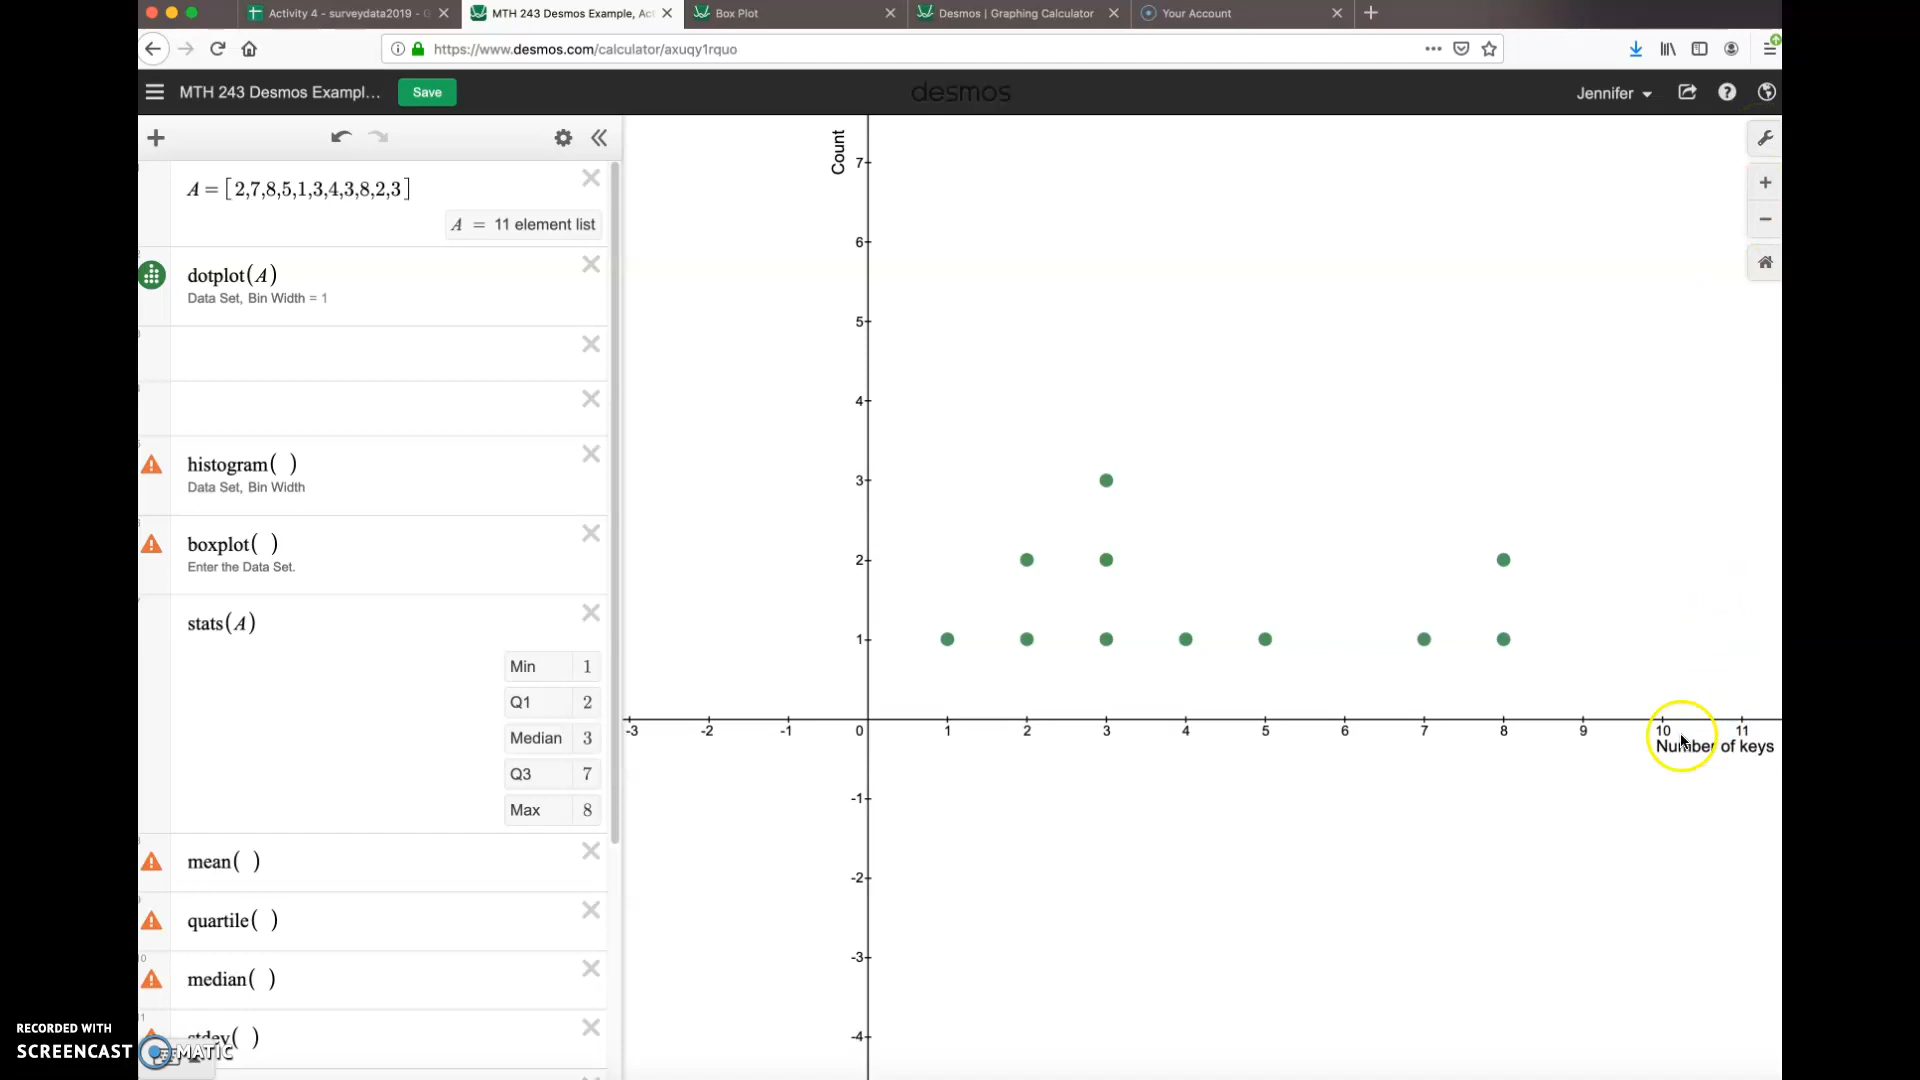 Activity 4 - surveydata2019 - G
MTH 243 Desmos Example, Act
Box Plot
Desmos | Graphing Calculator
Your Account
https://www.desmos.com/calculator/axuqy1rquo
MTH 243 Desmos Exampl...
Save
desmos
Jennifer
A = [2,7,8,5,1,3,4,3,8,2,3]
A = 11 element list
dotplot(A)
Data Set, Bin Width = 1
histogram( )
Data Set, Bin Width
boxplot( )
Enter the Data Set.
stats(A)
Min 1
Q1 2
Median 3
Q3 7
Max 8
mean( )
quartile( )
10
median( )
11
stdev( )
Count
7
6
5
4
3
2
1
-3 -2 -1 0 1 2 3 4 5 6 7 8 9 10 11
Number of keys
-1
-2
-3
-4
RECORDED WITH
SCREENCAST MATIC